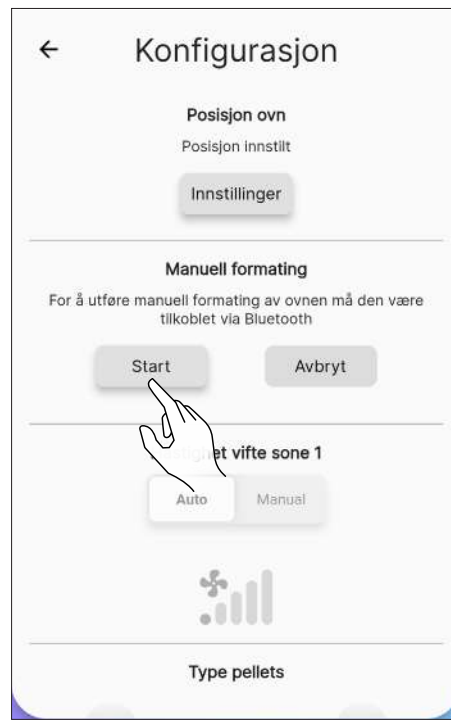 Konfigurasjon
Posisjon ovn
Posisjon innstilt
Innstillinger
Manuell formating
For å utføre manuell formating av ovnen må den være
tilkoblet via Bluetooth
Start
Avbryt
vifte sone 1
Auto
Manual
Type pellets